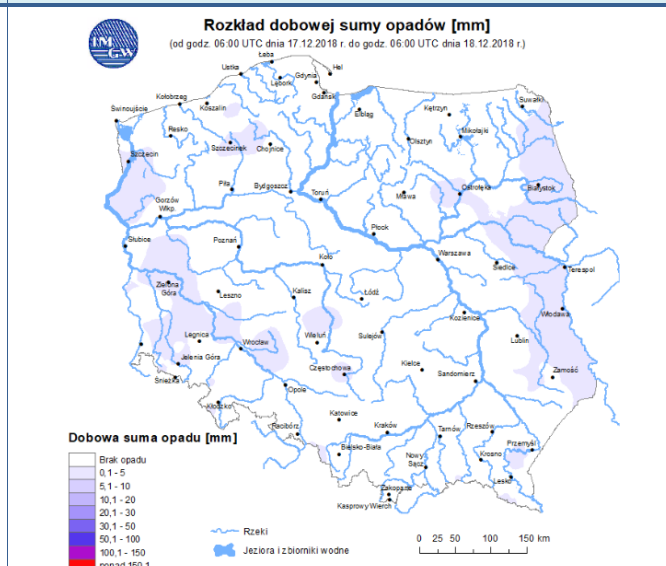 Rozkład dobowej sumy opadów [mm]
(od godz. 06:00 UTC dnia 17.12.2018 r. do godz. 06:00 UTC dnia 18.12.2018 r.)
IM
GW
Łeba
Ustka
Hel
Gdynia
Lębork
Gdańsk
Suwałki
Kołobrzeg
Koszalin
Świnoujście
Elbląg
Kętrzyn
Resko
Mikołajki
Olsztyn
Szczecinek
Chojnice
Szczecin
Piła
Bydgoszcz
Toruń
Mława
Ostrołęka
Białystok
Gorzów
Wlkp.
Płock
Słubice
Poznań
Koło
Warszawa
Siedlce
Terespol
Zielona
Góra
Leszno
Kalisz
Łódź
Kozienice
Włodawa
Legnica
Wrocław
Wieluń
Sulejów
Lublin
Jelenia Góra
Częstochowa
Kielce
Sandomierz
Zamość
Śnieżka
Opole
Kłodzko
Katowice
Racibórz
Kraków
Tarnów
Rzeszów
Przemyśl
Bielsko-Biała
Nowy
Sącz
Krosno
Lesko
Zakopane
Kasprowy Wierch
Dobowa suma opadu [mm]
Brak opadu
0,1 - 5
5,1 - 10
10,1 - 20
20,1 - 30
30,1 - 50
50,1 - 100
100,1 - 150
ponad 150,1
Rzeki
Jeziora i zbiorniki wodne
0 25 50 100 150 km